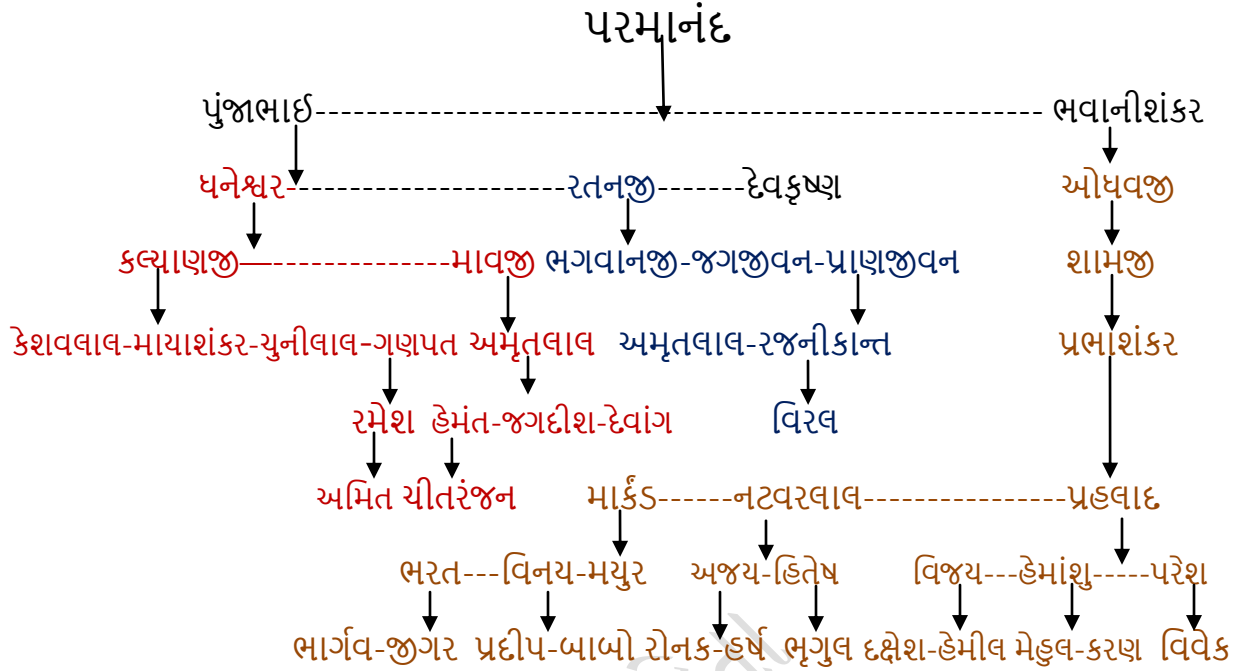 પરમાનંદ
પુંજાભાઈ---------------------------------------------- ભવાનીશંકર
ધનેશ્વર------------------રતનજી------દેવકૃષ્ણ ઓધવજી
કલ્યાણજી—-------------માવજી ભગવાનજી-જગજીવન-પ્રાણજીવન શામજી
કેશવલાલ-માયાશંકર-ચુનીલાલ-ગણપત અમૃતલાલ અમૃતલાલ-રજનીકાન્ત પ્રભાશંકર
રમેશ હેમંત-જગદીશ-દેવાંગ વિરલ
અમિત ચીતરંજન માર્કંડ------નટવરલાલ---------------પ્રહલાદ
ભરત---વિનય-મયુર અજય-હિતેષ વિજય---હેમાંશુ-----પરેશ
ભાર્ગવ-જીગર પ્રદીપ-બાબો રોનક-હર્ષ ભૃગુલ દક્ષેશ-હેમીલ મેહુલ-કરણ વિવેક